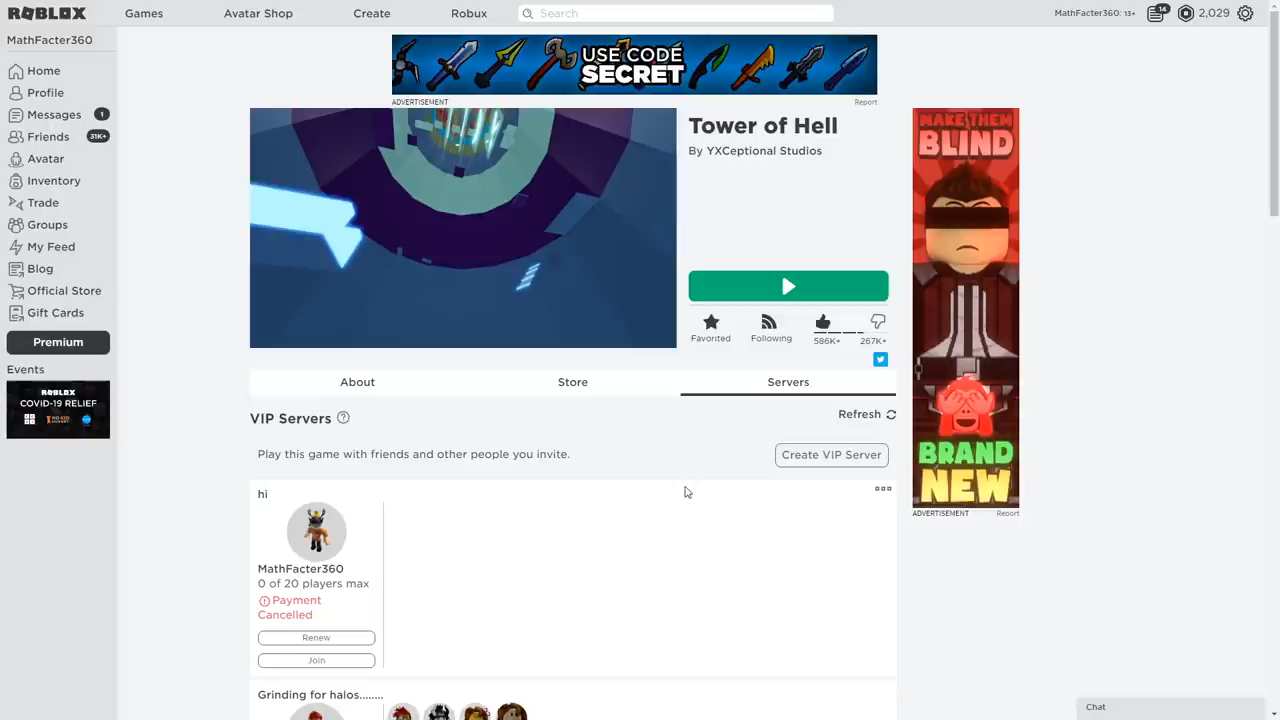 ROBLOX
Games
Avatar Shop
Create
Robux
Search
MathFacter360: 13+
14
2,029
MathFacter360
Home
Profile
Messages 1
Friends 31K+
Avatar
Inventory
Trade
Groups
My Feed
Blog
Official Store
Gift Cards
Premium
Events
ROBLOX
COVID-19 RELIEF
USE CODE
SECRET
ADVERTISEMENT
Report
Tower of Hell
By YXCeptional Studios
Favorited
Following
586K+
267K+
About
Store
Servers
VIP Servers
Refresh
Play this game with friends and other people you invite.
Create VIP Server
hi
MathFacter360
0 of 20 players max
Payment
Cancelled
Renew
Join
Grinding for halos........
MAKE THEM
BLIND
BRAND
NEW
ADVERTISEMENT
Report
Chat